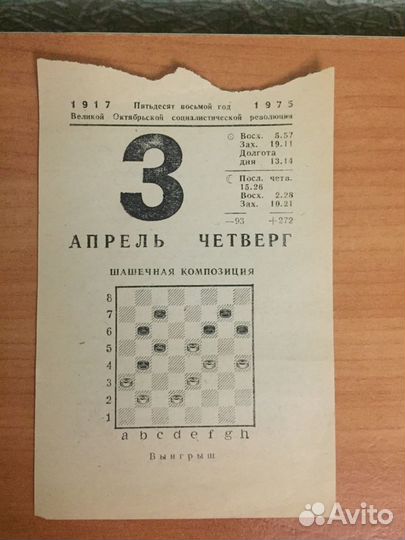 1917 Пятьдесят восьмой год 1975
Великой Октябрьской социалистической революции
3
Восх. 5.57
Зах. 19.11
Долгота
дня 13.14
Посл. четв.
15.26
Восх. 2.28
Зах. 10.21
—93 +272
АПРЕЛЬ ЧЕТВЕРГ
ШАШЕЧНАЯ КОМПОЗИЦИЯ
8
7
6
5
4
3
2
1
a b c d e f g h
Выигрыш
Avito